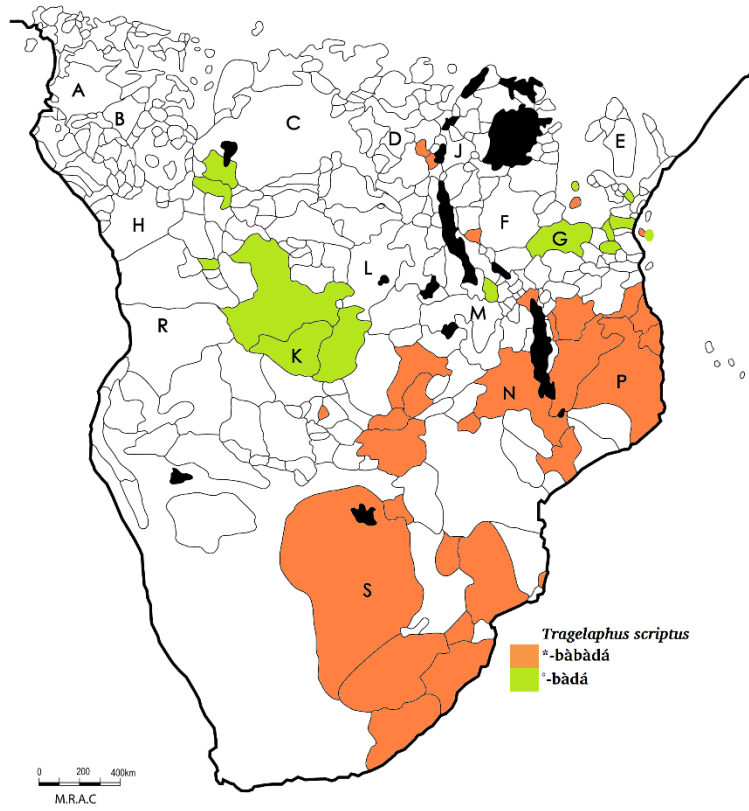 A
B
C
D
J
E
H
F
G
L
M
R
K
N
P
S
Tragelaphus scriptus
*-bàbàdá
°-bàdá
0 200 400km
M.R.A.C